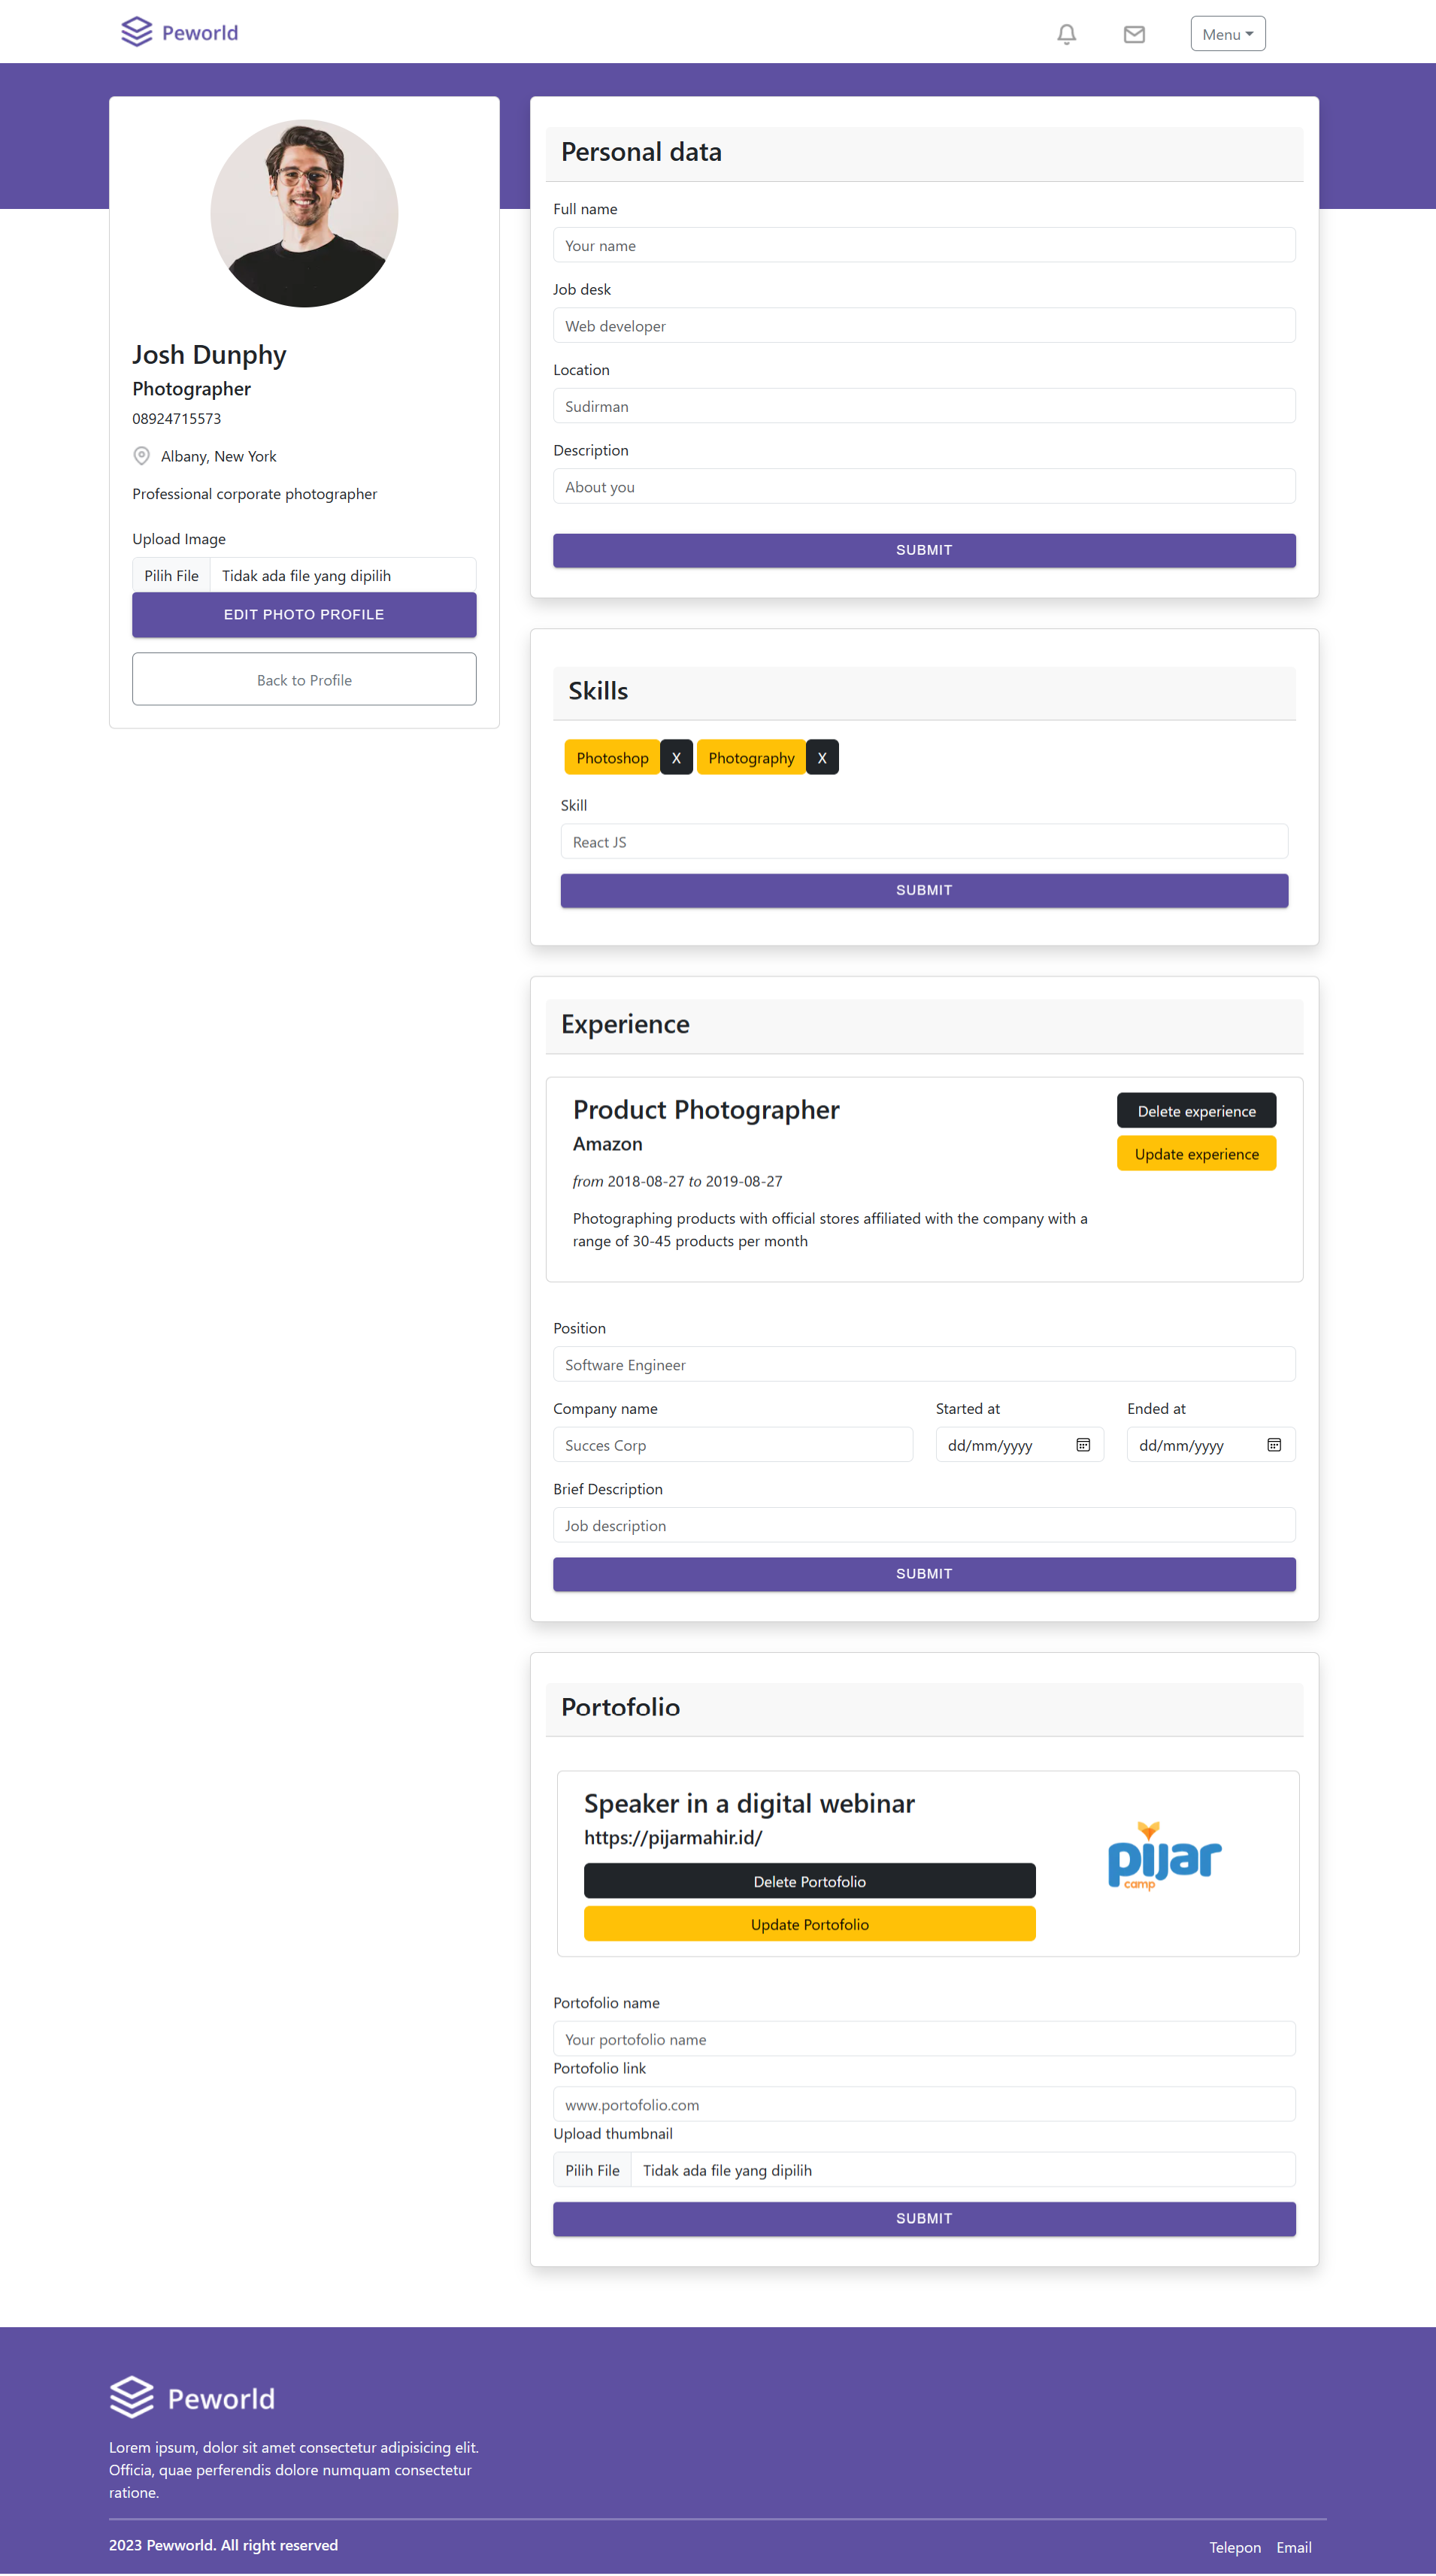 Peworld
Menu
Josh Dunphy
Photographer
08924715573
Albany, New York
Professional corporate photographer
Upload Image
Pilih File Tidak ada file yang dipilih
EDIT PHOTO PROFILE
Back to Profile
Personal data
Full name
Your name
Job desk
Web developer
Location
Sudirman
Description
About you
SUBMIT
Skills
Photoshop X Photography X
Skill
React JS
SUBMIT
Experience
Product Photographer
Amazon
from 2018-08-27 to 2019-08-27
Photographing products with official stores affiliated with the company with a
range of 30-45 products per month
Delete experience
Update experience
Position
Software Engineer
Company name Started at Ended at
Succes Corp dd/mm/yyyy dd/mm/yyyy
Brief Description
Job description
SUBMIT
Portofolio
Speaker in a digital webinar
https://pijarmahir.id/
Delete Portofolio
Update Portofolio
pijar
camp
Portofolio name
Your portofolio name
Portofolio link
www.portofolio.com
Upload thumbnail
Pilih File Tidak ada file yang dipilih
SUBMIT
Peworld
Lorem ipsum, dolor sit amet consectetur adipisicing elit.
Officia, quae perferendis dolore numquam consectetur
ratione.
2023 Pewworld. All right reserved
Telepon Email